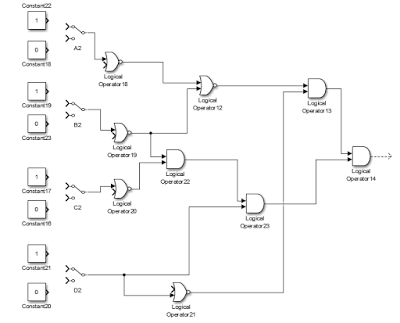 Constant22
1
A2
0
Constant18
Logical
Operator18
1
Constant19
B2
0
Constant23
Logical
Operator19
Logical
Operator12
Logical
Operator13
Logical
Operator22
Logical
Operator14
1
Constant17
C2
0
Constant16
Logical
Operator20
Logical
Operator23
1
Constant21
D2
0
Constant20
Logical
Operator21